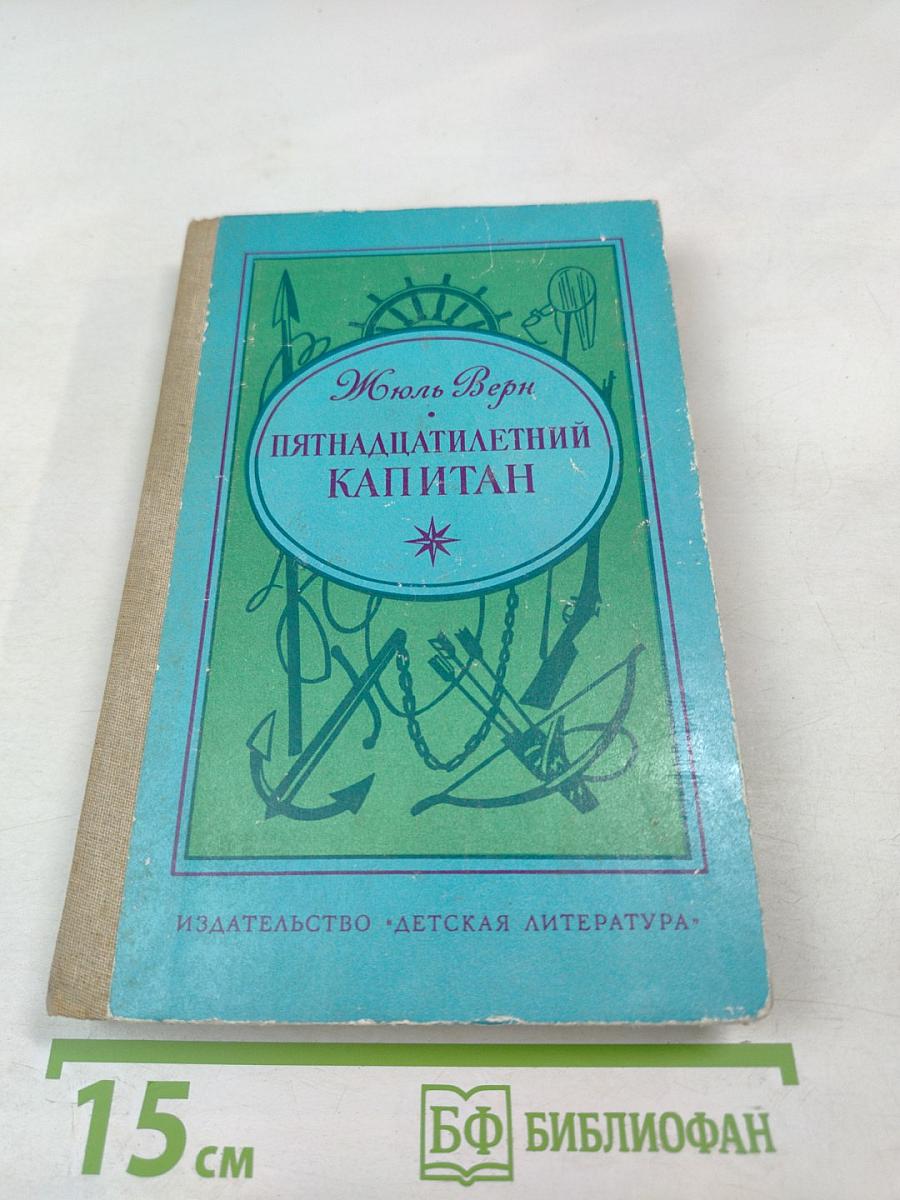 Жюль Верн
ПЯТНАДЦАТИЛЕТНИЙ
КАПИТАН
ИЗДАТЕЛЬСТВО "ДЕТСКАЯ ЛИТЕРАТУРА"
15 см
БФ БИБЛИОФАН